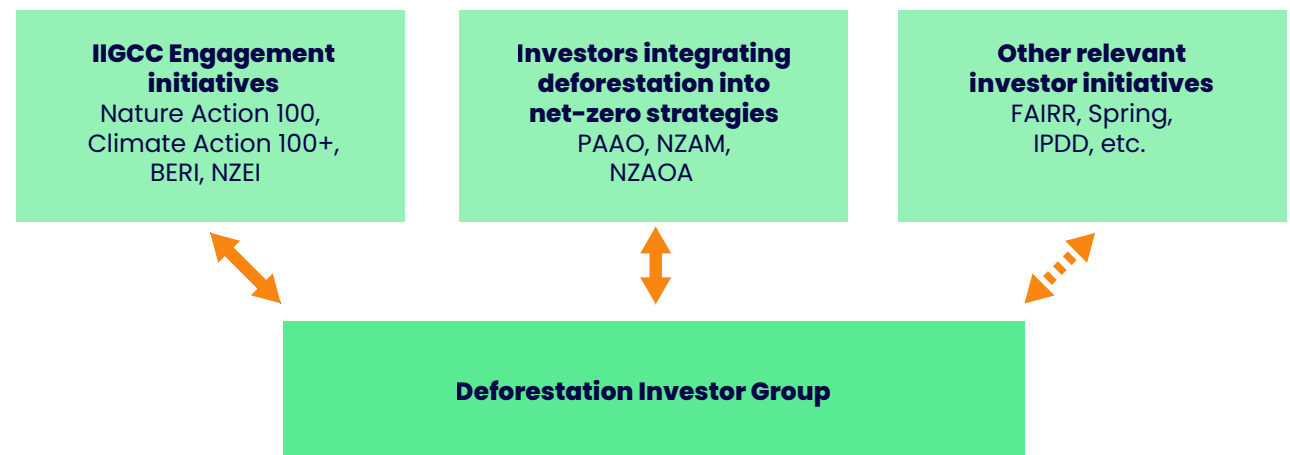 IIGCC Engagement
initiatives
Nature Action 100,
Climate Action 100+,
BERI, NZEI
Investors integrating
deforestation into
net-zero strategies
PAAO, NZAM,
NZAOA
Other relevant
investor initiatives
FAIRR, Spring,
IPDD, etc.
Deforestation Investor Group